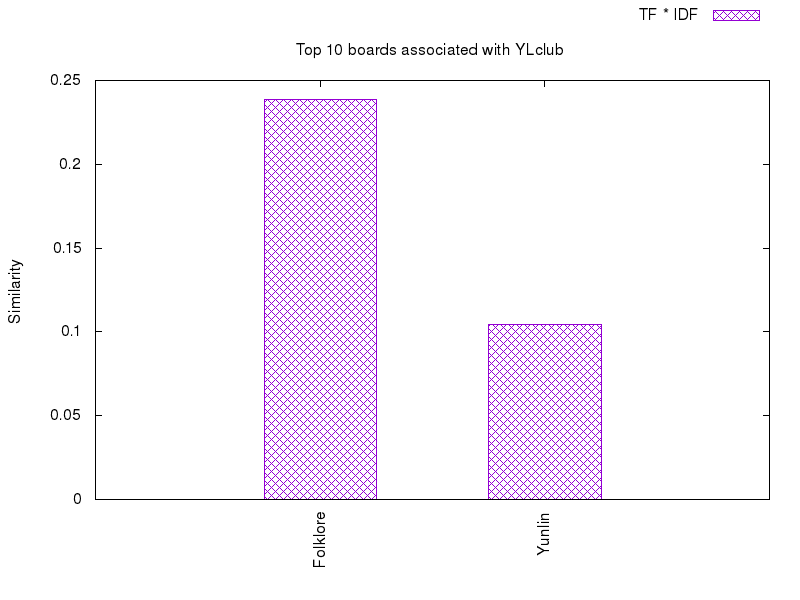 TF * IDF
Top 10 boards associated with YLclub
0.25
0.2
0.15
0.1
0.05
0
Similarity
Folklore
Yunlin